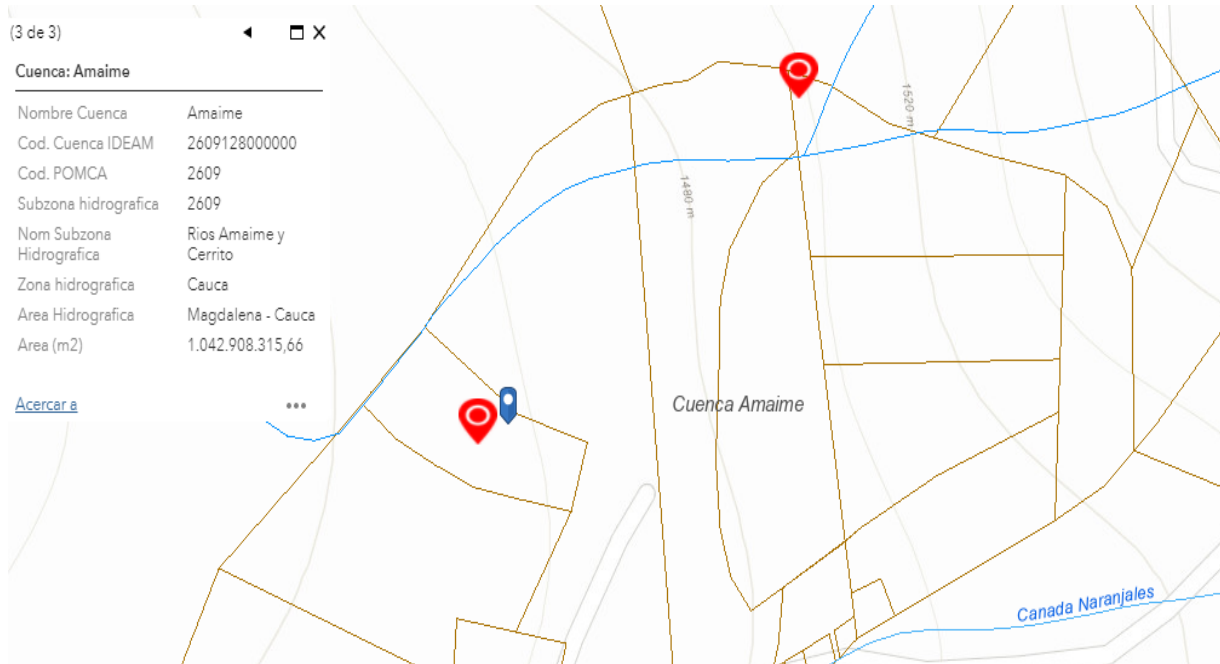 (3 de 3)
Cuenca: Amaime
Nombre Cuenca Amaime
Cod. Cuenca IDEAM 2609128000000
Cod. POMCA 2609
Subzona hidrografica 2609
Nom Subzona Rios Amaime y
Hidrografica Cerrito
Zona hidrografica Cauca
Area Hidrografica Magdalena - Cauca
Area (m2) 1.042.908.315,66
Acercar a
1520 m
1480 m
Cuenca Amaime
Canada Naranjales